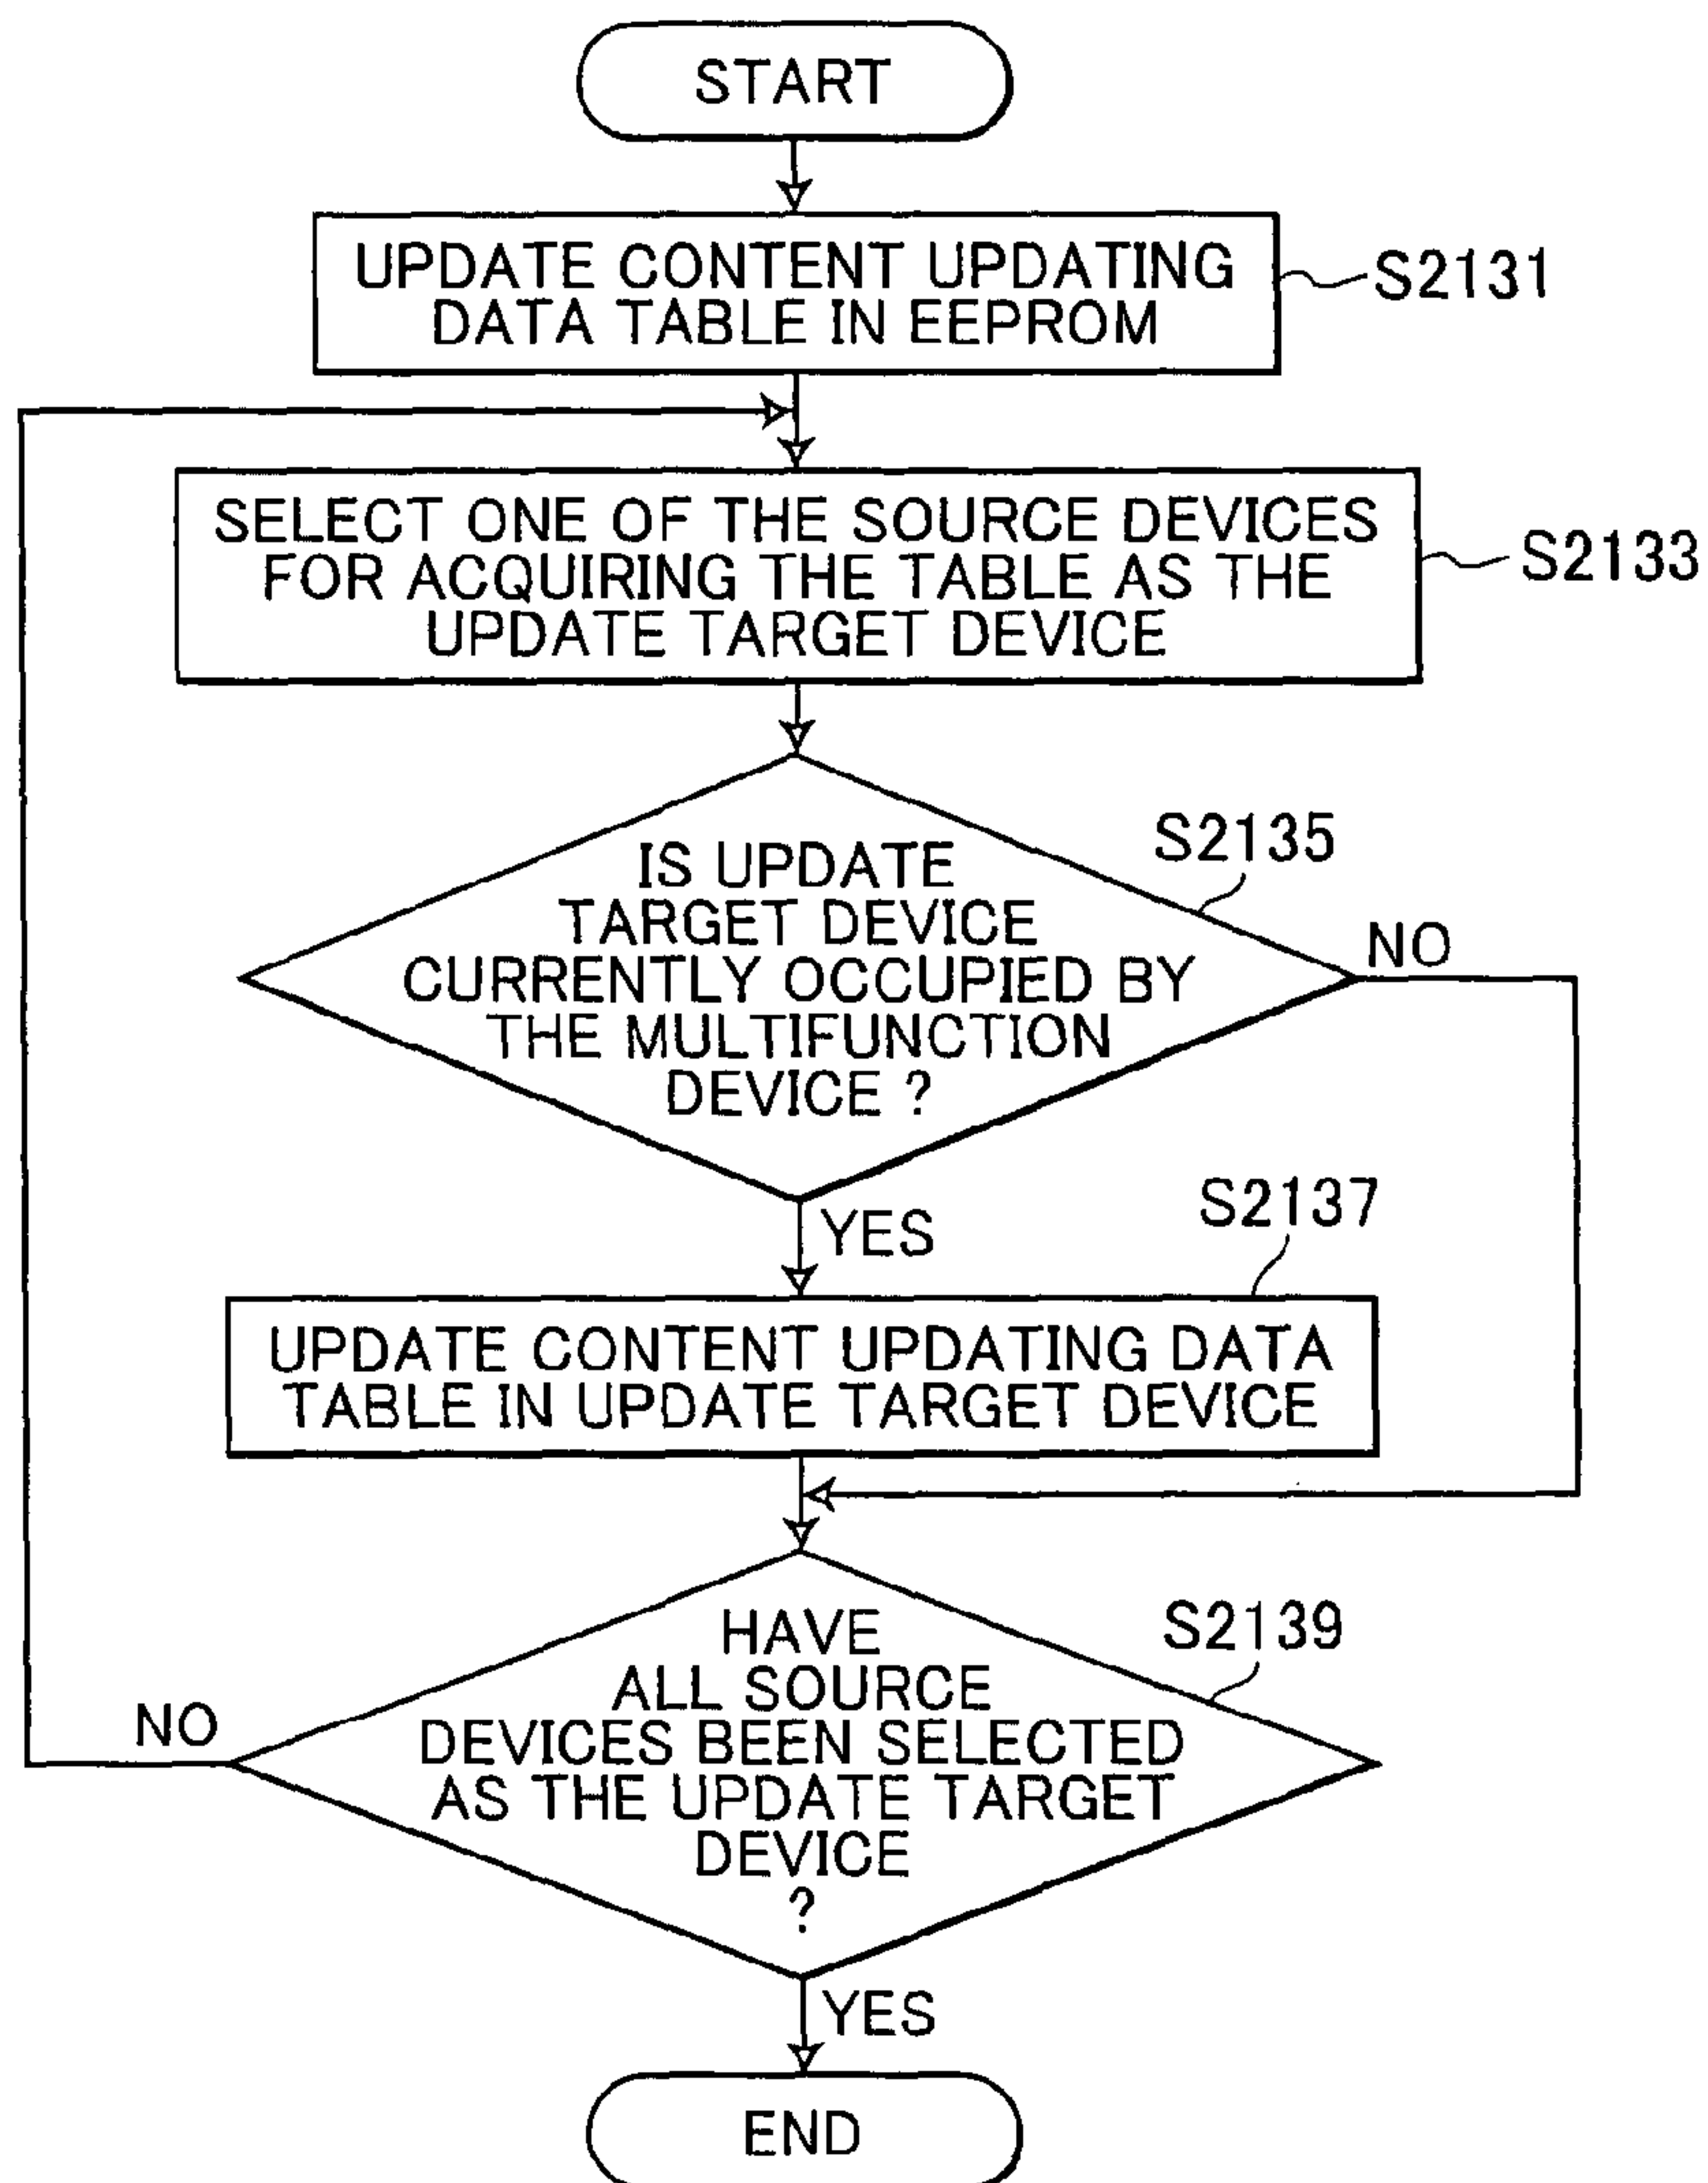 START
UPDATE CONTENT UPDATING
DATA TABLE IN EEPROM
S2131
SELECT ONE OF THE SOURCE DEVICES
FOR ACQUIRING THE TABLE AS THE
UPDATE TARGET DEVICE
S2133
IS UPDATE
TARGET DEVICE
CURRENTLY OCCUPIED BY
THE MULTIFUNCTION
DEVICE ?
S2135
NO
YES
S2137
UPDATE CONTENT UPDATING DATA
TABLE IN UPDATE TARGET DEVICE
HAVE
ALL SOURCE
DEVICES BEEN SELECTED
AS THE UPDATE TARGET
DEVICE
?
S2139
NO
YES
END